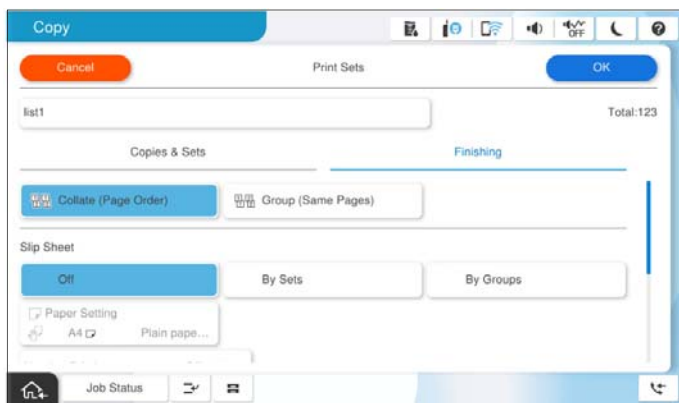 Copy
OFF
Cancel
Print Sets
OK
list1
Total:123
Copies & Sets
Finishing
Collate (Page Order)
Group (Same Pages)
Slip Sheet
Off
By Sets
By Groups
Paper Setting
A4
Plain pape...
Job Status